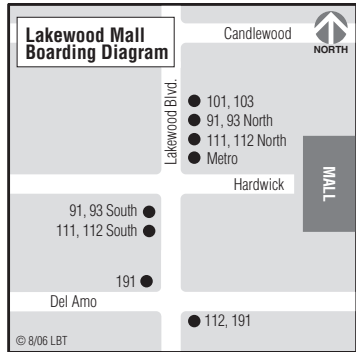 Lakewood Mall
Boarding Diagram
Candlewood
NORTH
Lakewood Blvd.
101, 103
91, 93 North
111, 112 North
Metro
MALL
Hardwick
91, 93 South
111, 112 South
191
Del Amo
112, 191
© 8/06 LBT